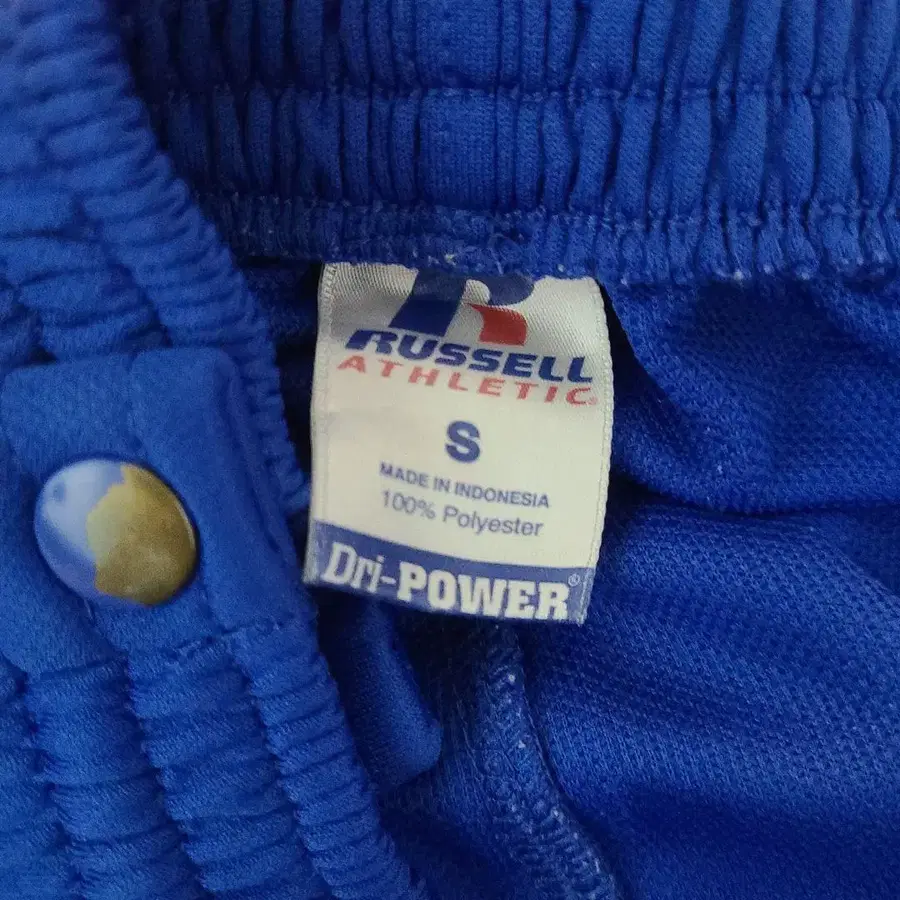 R
RUSSELL
ATHLETIC®
S
MADE IN INDONESIA
100% Polyester
Dri-POWER®